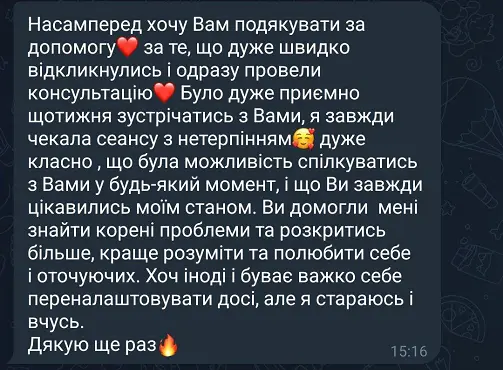 Насамперед хочу Вам подякувати за
допомогу❤️ за те, що дуже швидко
відкликнулись і одразу провели
консультацію❤️ Було дуже приємно
щотижня зустрічатись з Вами, я завжди
чекала сеансу з нетерпінням🥰 дуже
класно , що була можливість спілкуватись
з Вами у будь-який момент, і що Ви завжди
цікавились моїм станом. Ви домогли  мені
знайти корені проблеми та розкритись
більше, краще розуміти та полюбити себе
і оточуючих. Хоч іноді і буває важко себе
переналаштовувати досі, але я стараюсь і
вчусь.
Дякую ще раз🔥
15:16